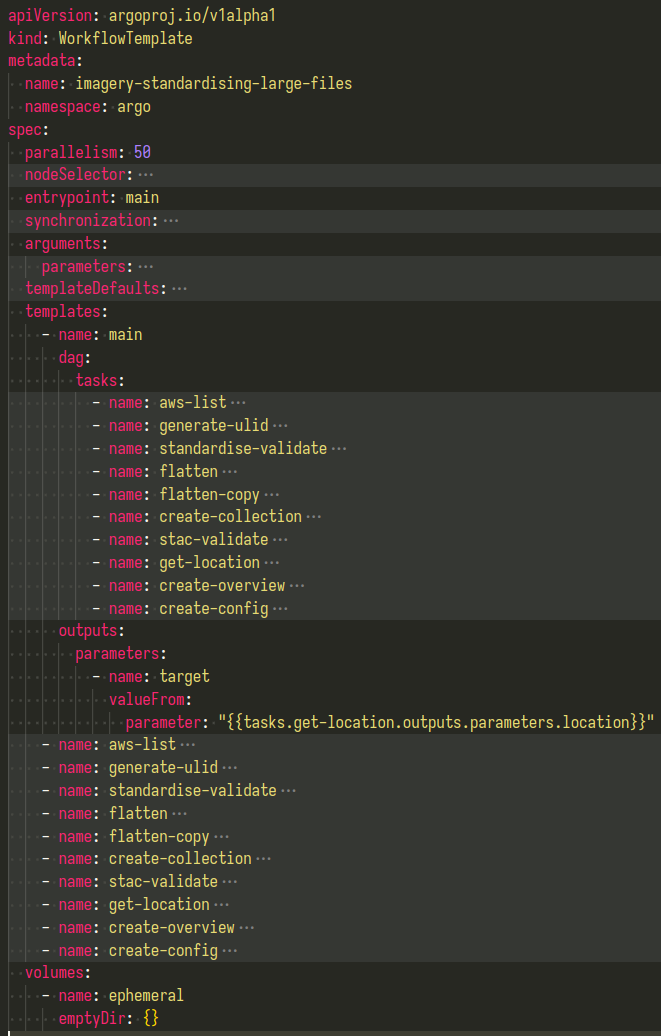 apiVersion: argoproj.io/v1alpha1
kind: WorkflowTemplate
metadata:
  name: imagery-standardising-large-files
  namespace: argo
spec:
  parallelism: 50
  nodeSelector: ···
  entrypoint: main
  synchronization: ···
  arguments:
    parameters: ···
  templateDefaults: ···
  templates:
    - name: main
      dag:
        tasks:
          - name: aws-list ···
          - name: generate-ulid ···
          - name: standardise-validate ···
          - name: flatten ···
          - name: flatten-copy ···
          - name: create-collection ···
          - name: stac-validate ···
          - name: get-location ···
          - name: create-overview ···
          - name: create-config ···
      outputs:
        parameters:
          - name: target
            valueFrom:
              parameter: "{{tasks.get-location.outputs.parameters.location}}"
    - name: aws-list ···
    - name: generate-ulid ···
    - name: standardise-validate ···
    - name: flatten ···
    - name: flatten-copy ···
    - name: create-collection ···
    - name: stac-validate ···
    - name: get-location ···
    - name: create-overview ···
    - name: create-config ···
  volumes:
    - name: ephemeral
      emptyDir: {}